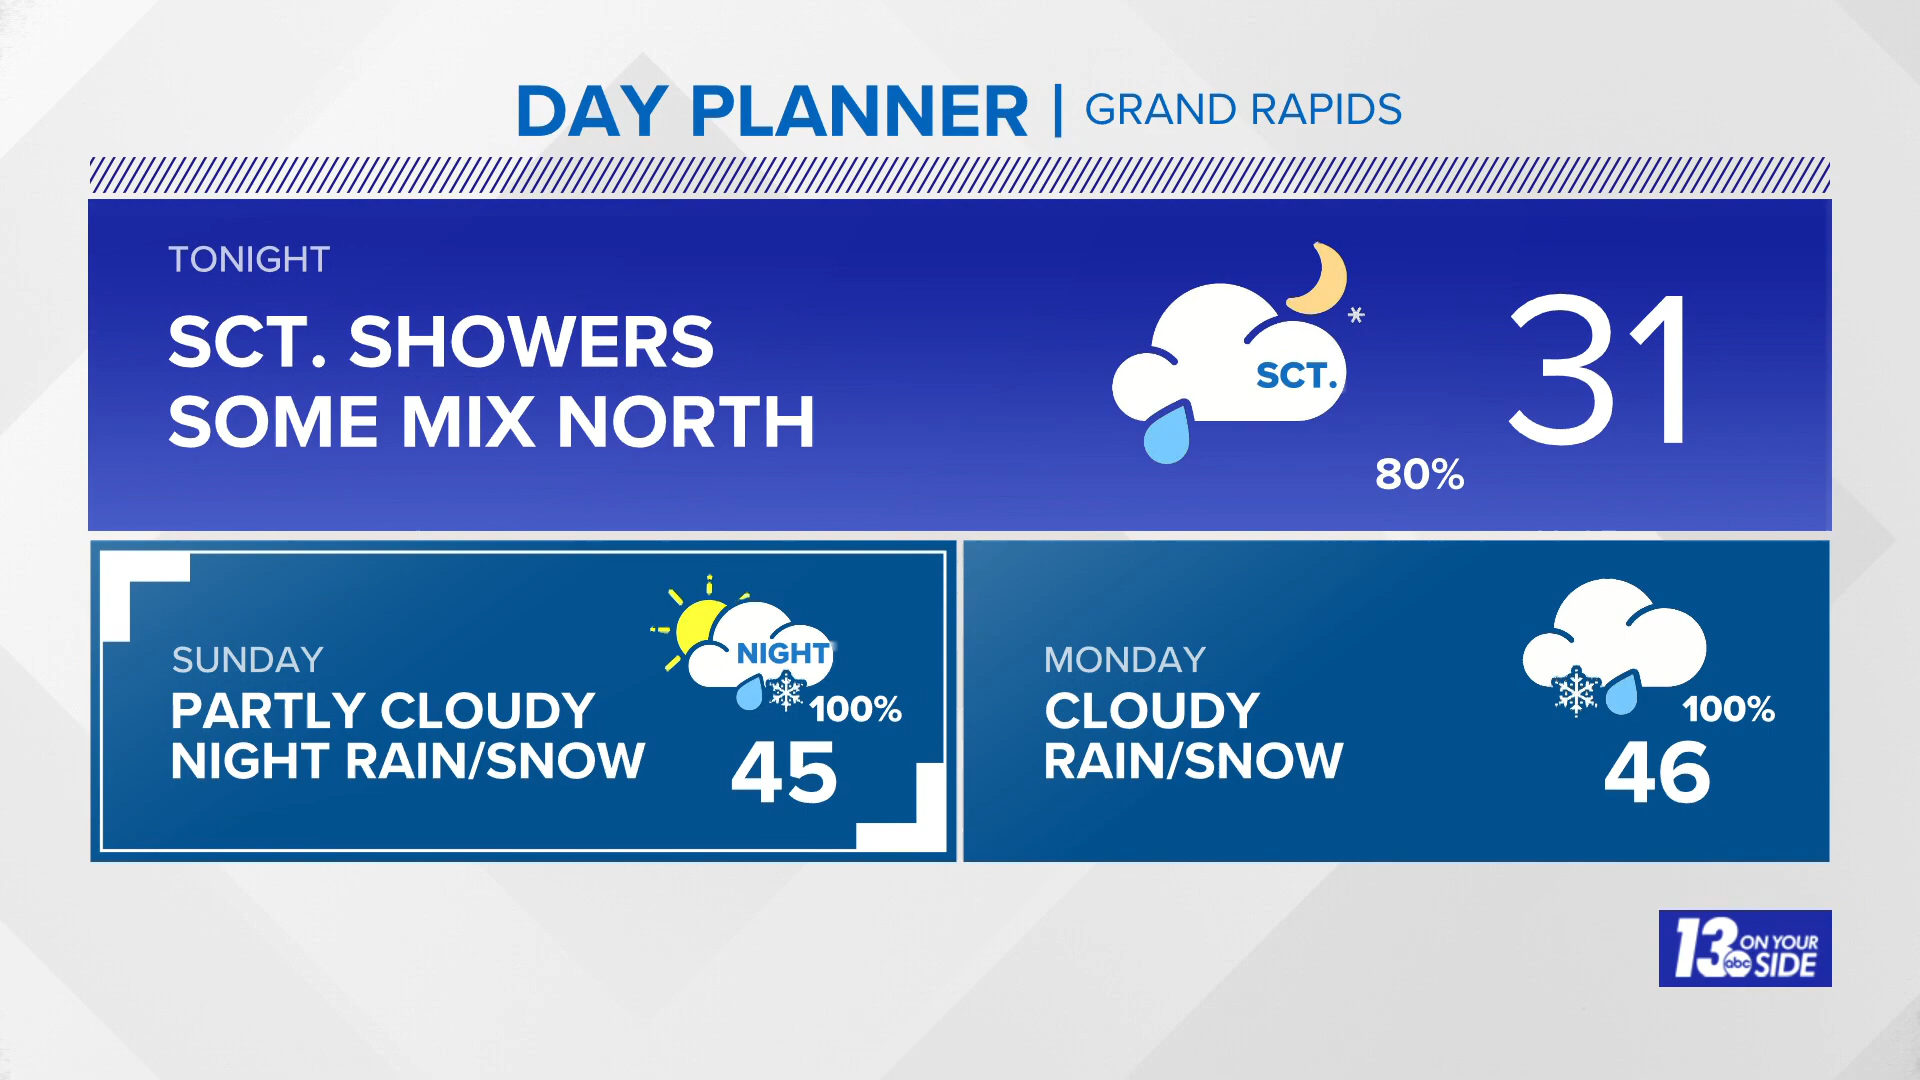 DAY PLANNER | GRAND RAPIDS
TONIGHT
SCT. SHOWERS
SOME MIX NORTH
SCT.
80%
31
SUNDAY
PARTLY CLOUDY
NIGHT RAIN/SNOW
NIGHT
100%
45
MONDAY
CLOUDY
RAIN/SNOW
100%
46
13 ON YOUR
abc SIDE